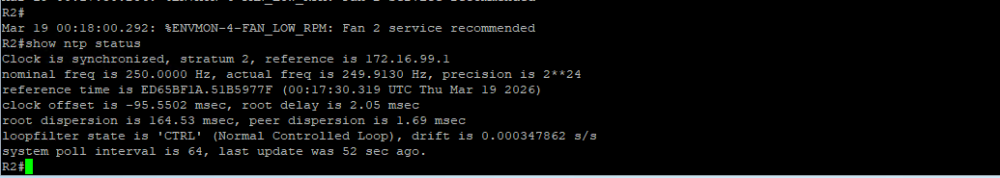 R2#
Mar 19 00:18:00.292: %ENVMON-4-FAN_LOW_RPM: Fan 2 service recommended
R2#show ntp status
Clock is synchronized, stratum 2, reference is 172.16.99.1
nominal freq is 250.0000 Hz, actual freq is 249.9130 Hz, precision is 2**24
reference time is ED65BF1A.51B5977F (00:17:30.319 UTC Thu Mar 19 2026)
clock offset is -95.5502 msec, root delay is 2.05 msec
root dispersion is 164.53 msec, peer dispersion is 1.69 msec
loopfilter state is 'CTRL' (Normal Controlled Loop), drift is 0.000347862 s/s
system poll interval is 64, last update was 52 sec ago.
R2#